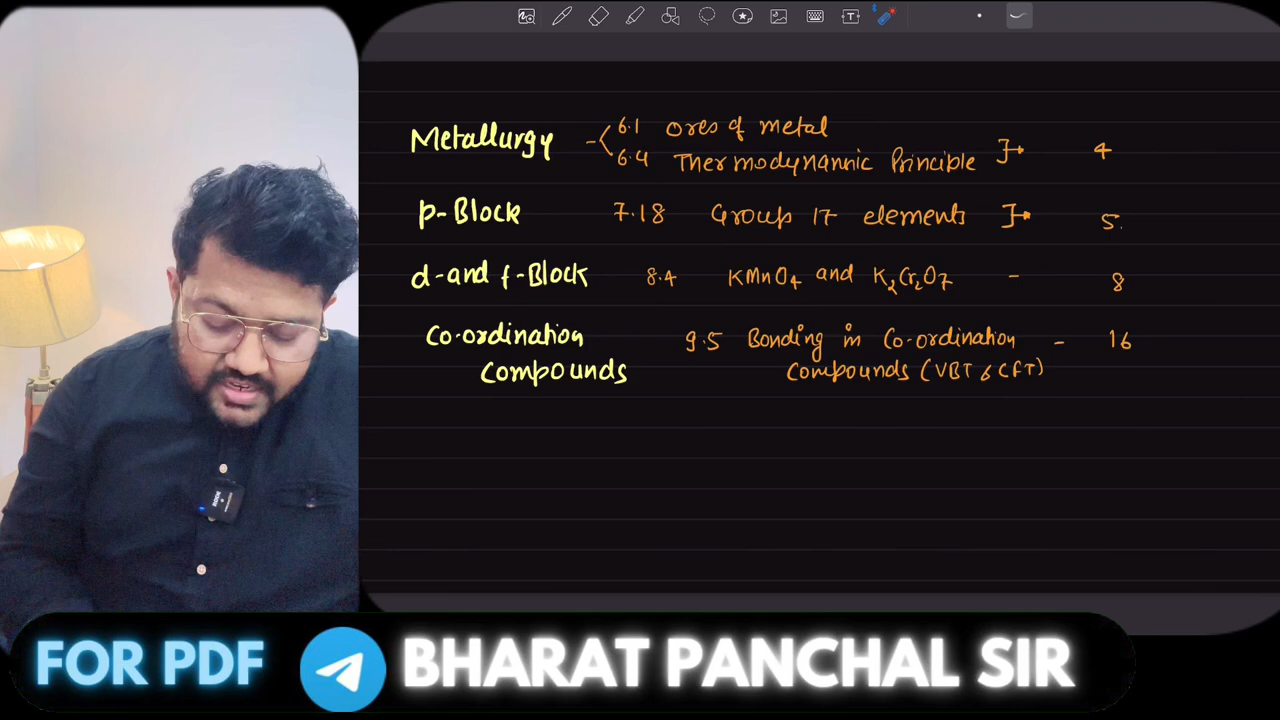 Metallurgy - 6.1 Ores of metal
6.4 Thermodynannic Principle 4
p-Block 7.18 Group 17 elements 5.
d-and f-Block 8.4 KMnO4 and K2Cr2O7 - 8
Co-ordination 9.5 Bonding in Co-ordination - 16
Compounds Compounds (VBT & CFT)
FOR PDF BHARAT PANCHAL SIR